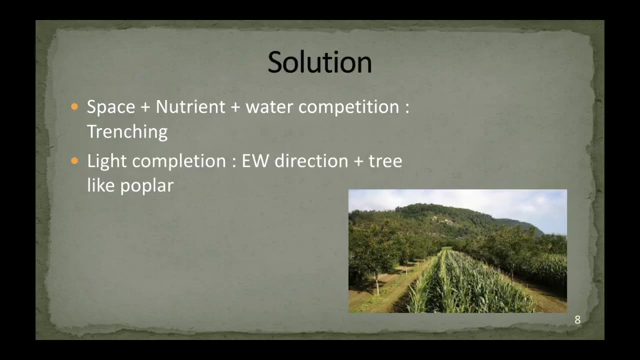 Solution
Space + Nutrient + water competition :
Trenching
Light completion : EW direction + tree
like poplar
8